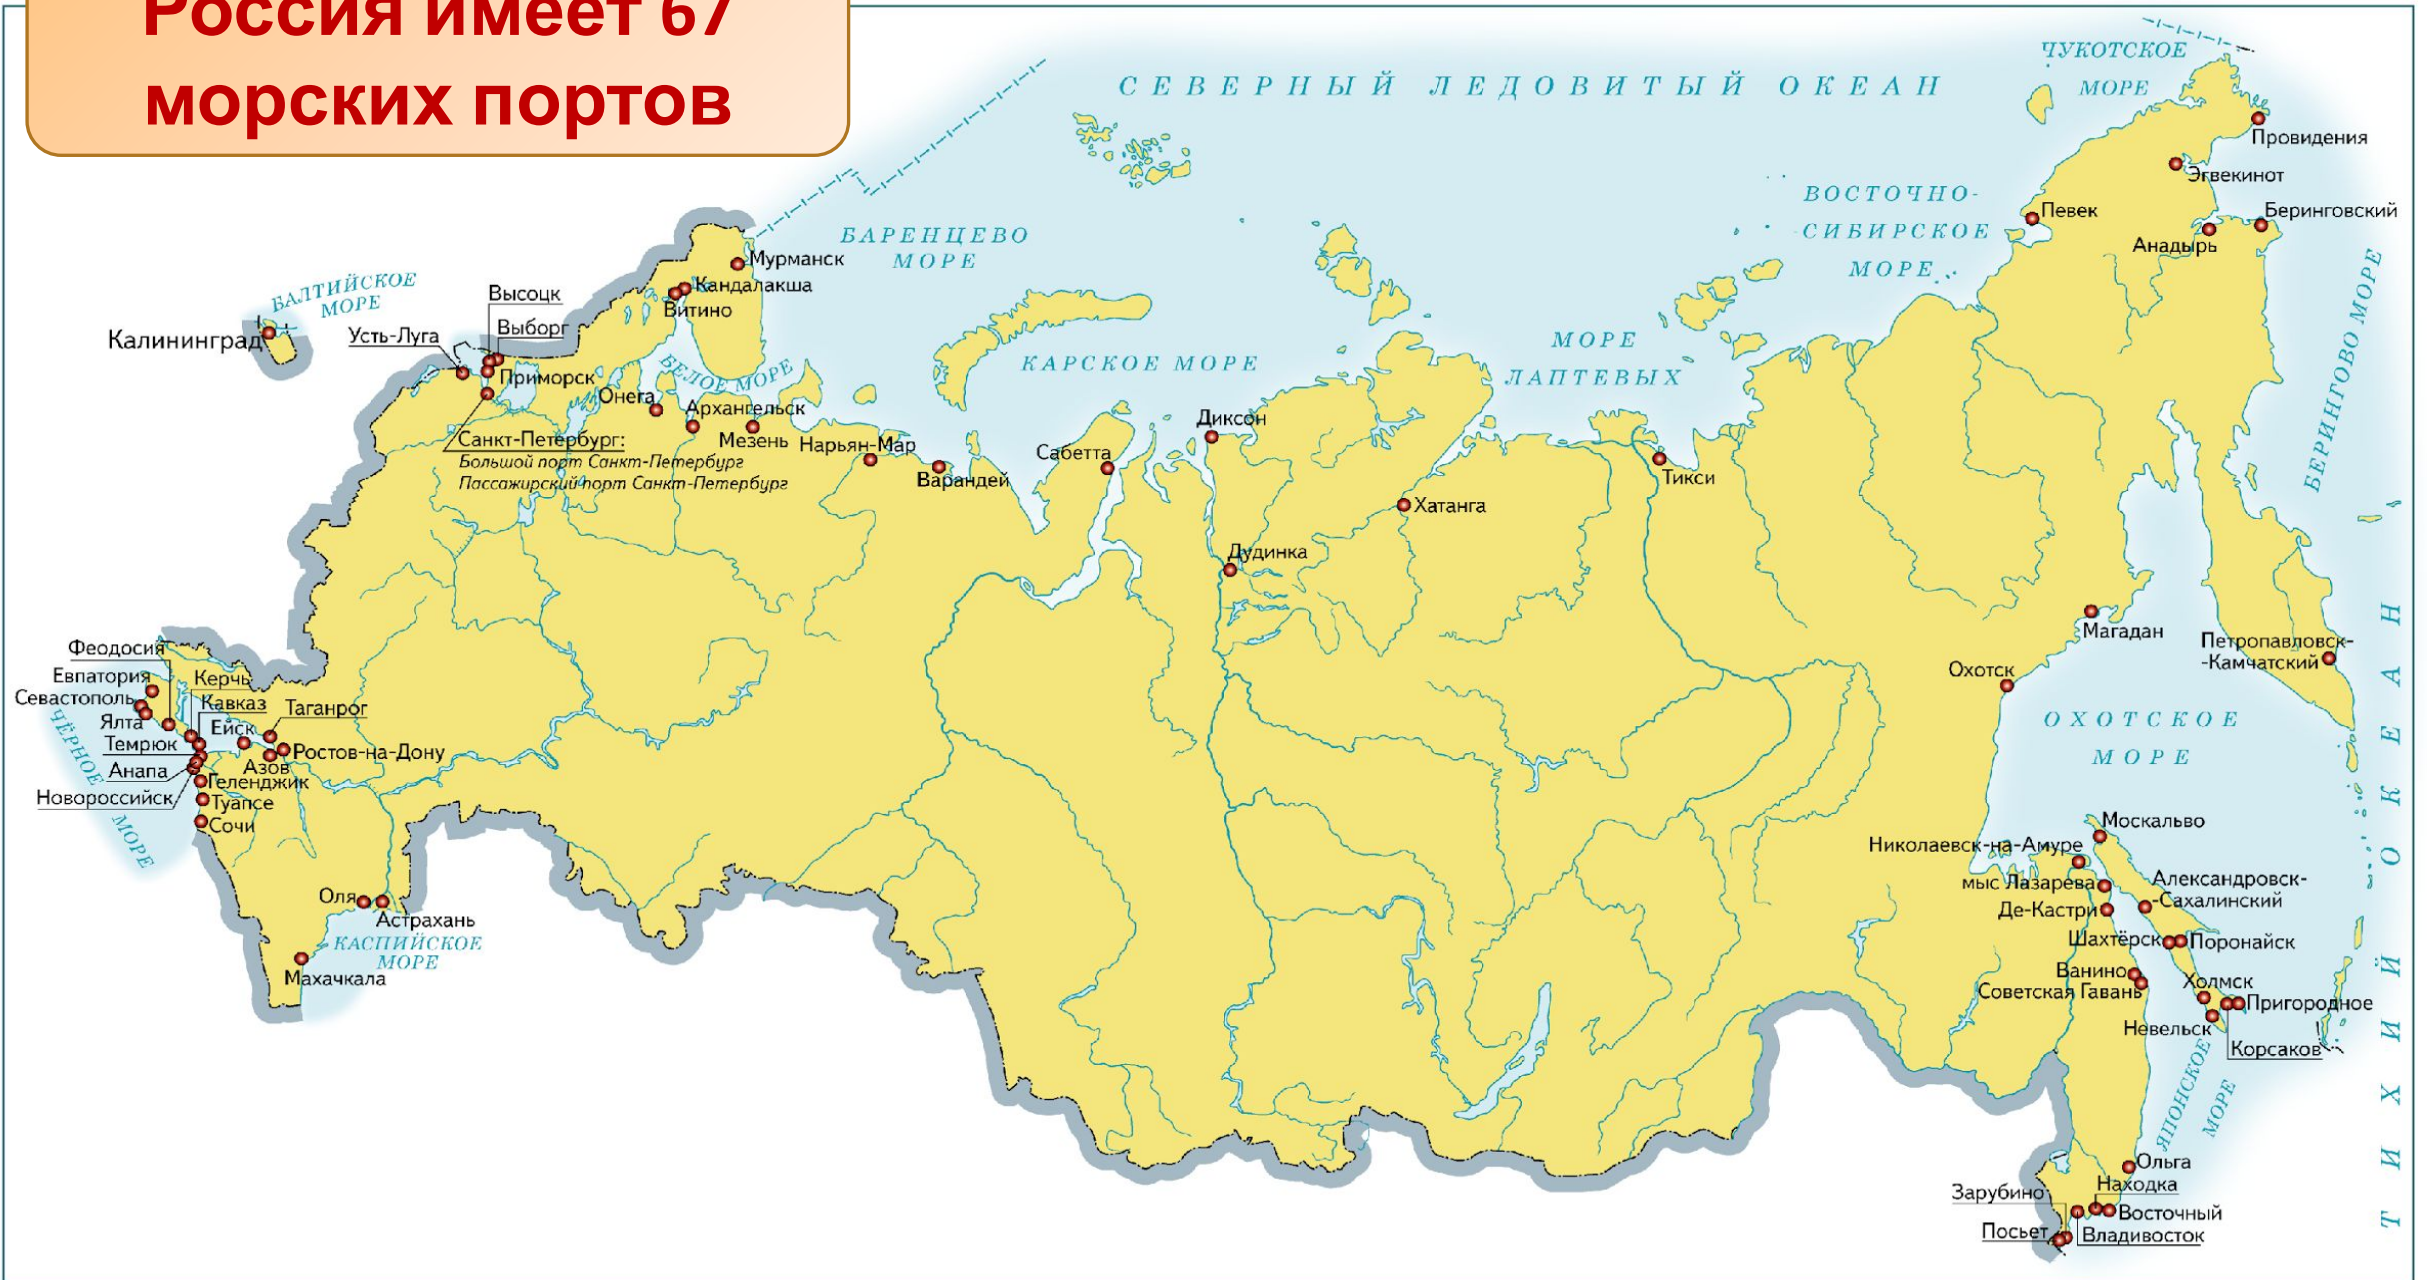 Россия имеет 67
морских портов
СЕВЕРНЫЙ ЛЕДОВИТЫЙ ОКЕАН
ЧУКОТСКОЕ
МОРЕ
Провидения
Эгвекинот
ВОСТОЧНО-
-СИБИРСКОЕ
МОРЕ
Певек
Беринговский
Анадырь
БЕРИНГОВО МОРЕ
БАРЕНЦЕВО
МОРЕ
Мурманск
Кандалакша
Витино
БАЛТИЙСКОЕ
МОРЕ
Калининград
Высоцк
Выборг
Усть-Луга
Приморск
БЕЛОЕ МОРЕ
Онега
Архангельск
Мезень
Нарьян-Мар
Варандей
Санкт-Петербург:
Большой порт Санкт-Петербург
Пассажирский порт Санкт-Петербург
КАРСКОЕ МОРЕ
МОРЕ
ЛАПТЕВЫХ
Сабетта
Диксон
Тикси
Хатанга
Дудинка
Магадан
Петропавловск-
-Камчатский
Охотск
ОХОТСКОЕ
МОРЕ
ТИХИЙ ОКЕАН
Феодосия
Евпатория
Керчь
Севастополь
Кавказ
Таганрог
Ялта
Ейск
Темрюк
Ростов-на-Дону
Анапа
Азов
Геленджик
Новороссийск
Туапсе
Сочи
ЧЁРНОЕ МОРЕ
Оля
Астрахань
КАСПИЙСКОЕ
МОРЕ
Махачкала
Москальво
Николаевск-на-Амуре
мыс Лазарева
Александровск-
-Сахалинский
Де-Кастри
Шахтёрск
Поронайск
Ванино
Холмск
Советская Гавань
Пригородное
Невельск
Корсаков
ЯПОНСКОЕ
МОРЕ
Ольга
Находка
Зарубино
Восточный
Посьет
Владивосток